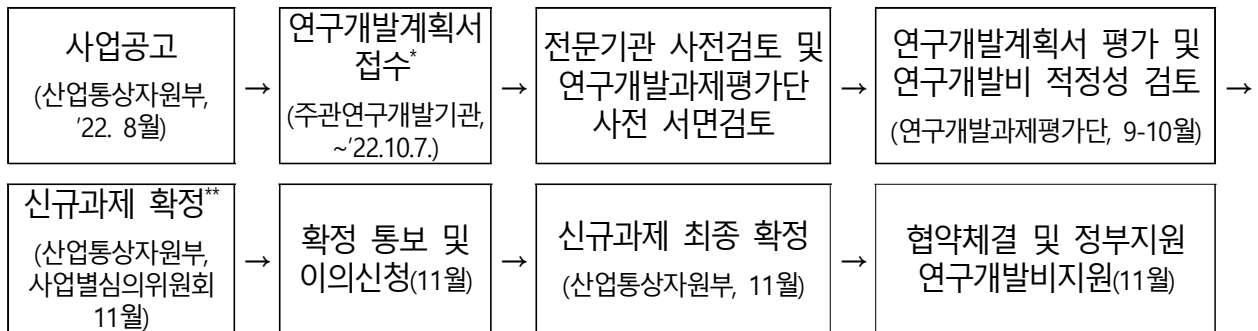 사업공고
(산업통상자원부,
'22. 8월)
→
연구개발계획서
접수*
(주관연구개발기관,
~'22.10.7.)
→
전문기관 사전검토 및
연구개발과제평가단
사전 서면검토
→
연구개발계획서 평가 및
연구개발비 적정성 검토
(연구개발과제평가단, 9-10월)
→
신규과제 확정**
(산업통상자원부,
사업별심의위원회
11월)
→
확정 통보 및
이의신청(11월)
→
신규과제 최종 확정
(산업통상자원부, 11월)
→
협약체결 및 정부지원
연구개발비지원(11월)